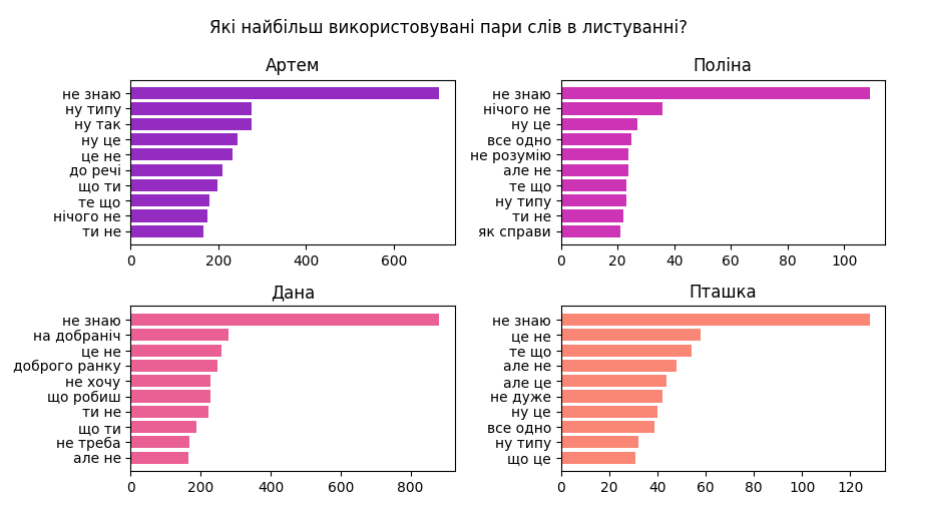 Які найбільш використовувані пари слів в листуванні?
Артем
не знаю
ну типу
ну так
ну це
це не
до речі
що ти
те що
нічого не
ти не
0 200 400 600
Поліна
не знаю
нічого не
ну це
все одно
не розумію
але не
те що
ну типу
ти не
як справи
0 20 40 60 80 100
Дана
не знаю
на добраніч
це не
доброго ранку
не хочу
що робиш
ти не
що ти
не треба
але не
0 200 400 600 800
Пташка
не знаю
це не
те що
але не
але це
не дуже
ну це
все одно
ну типу
що це
0 20 40 60 80 100 120